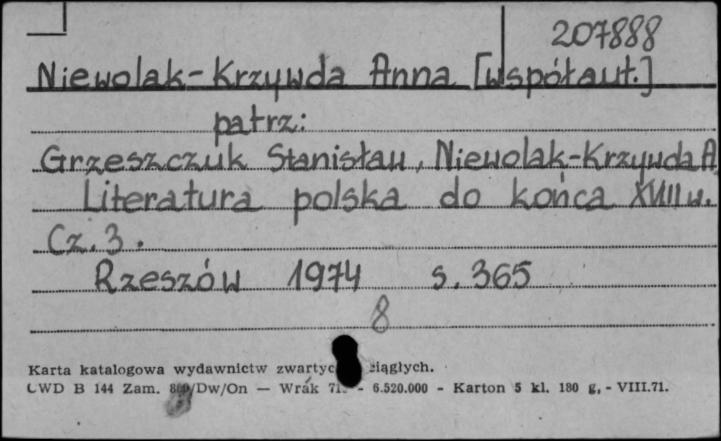 207888
Niewolak-Krzywda Anna [współaut.]
patrz:
Grzeszczuk Stanisław, Niewolak-Krzywda A.
Literatura polska do końca XVIII w.
Cz. 3.
Rzeszów 1974 s. 365
8
Karta katalogowa wydawnictw ciągłych.
CWD B 144 Zam. /Dw/On — Wrák - 6.520.000 - Karton 5 kl. 180 g, - VIII.71.